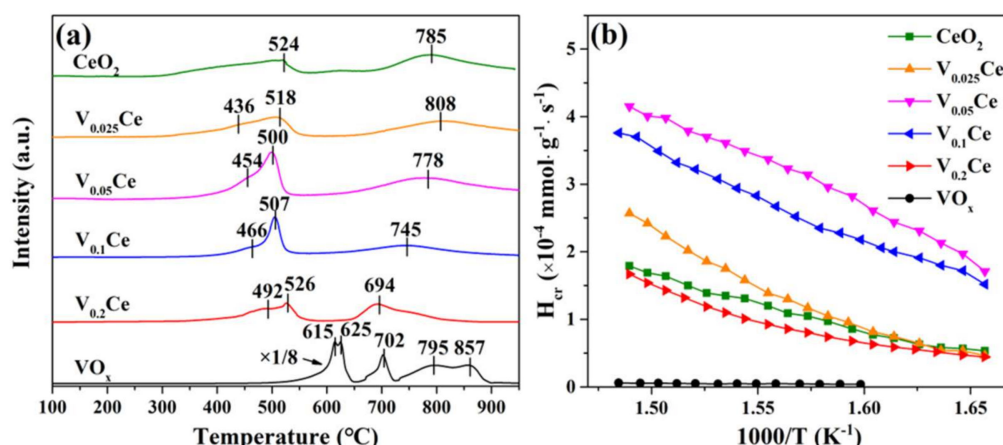 (a)
CeO₂
524
785
V₀.₀₂₅Ce
436
518
808
V₀.₀₅Ce
454
500
778
V₀.₁Ce
466
507
745
V₀.₂Ce
492
526
694
VOₓ
×1/8
615
625
702
795
857
100 200 300 400 500 600 700 800 900
Temperature (°C)
Intensity (a.u.)
(b)
CeO₂
V₀.₀₂₅Ce
V₀.₀₅Ce
V₀.₁Ce
V₀.₂Ce
VOₓ
5
4
3
2
1
0
1.50 1.55 1.60 1.65
1000/T (K⁻¹)
H꜀ᵣ (×10⁻⁴ mmol·g⁻¹·s⁻¹)